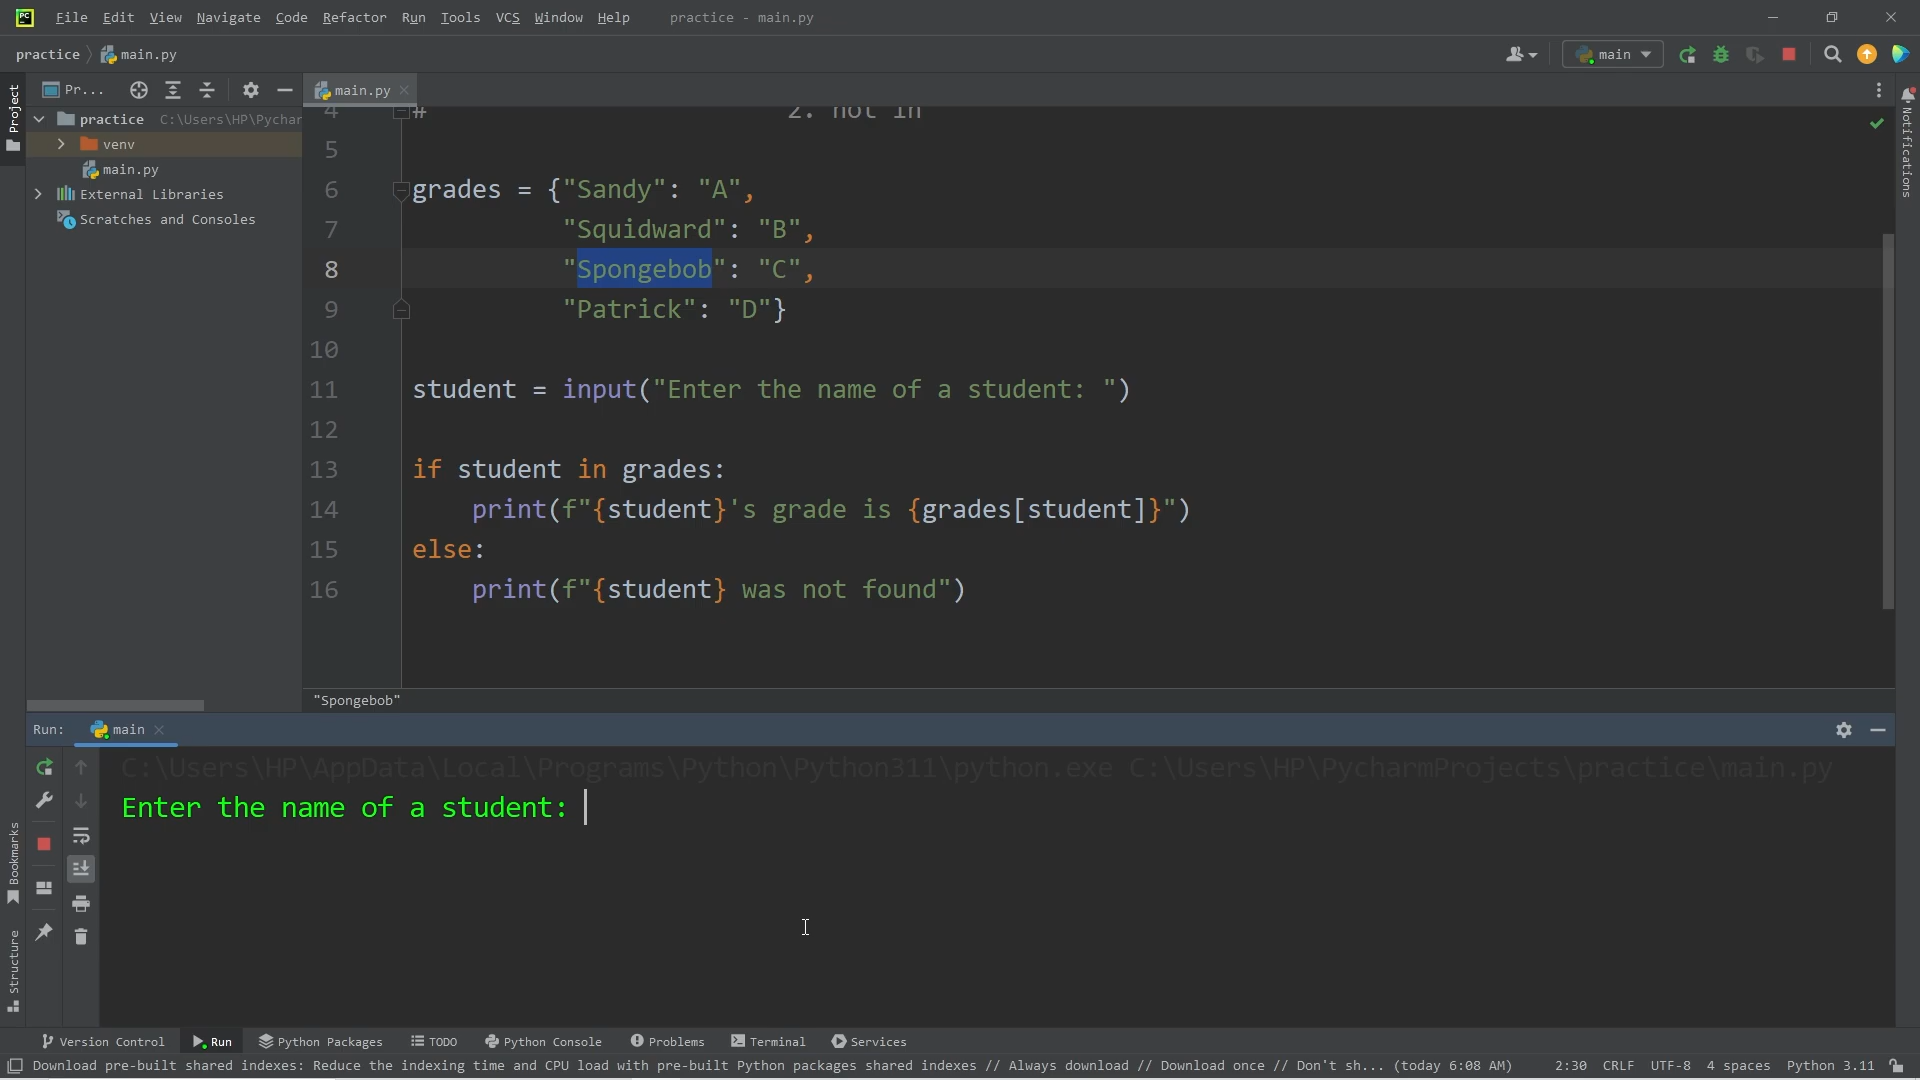 File Edit View Navigate Code Refactor Run Tools VCS Window Help practice - main.py
practice main.py
main
Project
Pr...
main.py
Notifications
practice C:\Users\HP\Pychar
venv
main.py
External Libraries
Scratches and Consoles
4 # 2. not in
5
6 grades = {"Sandy": "A",
7 "Squidward": "B",
8 "Spongebob": "C",
9 "Patrick": "D"}
10
11 student = input("Enter the name of a student: ")
12
13 if student in grades:
14 print(f"{student}'s grade is {grades[student]}")
15 else:
16 print(f"{student} was not found")
"Spongebob"
Run: main
C:\Users\HP\AppData\Local\Programs\Python\Python311\python.exe C:\Users\HP\PycharmProjects\practice\main.py
Enter the name of a student:
Bookmarks
Structure
Version Control Run Python Packages TODO Python Console Problems Terminal Services
Download pre-built shared indexes: Reduce the indexing time and CPU load with pre-built Python packages shared indexes // Always download // Download once // Don't sh... (today 6:08 AM) 2:30 CRLF UTF-8 4 spaces Python 3.11